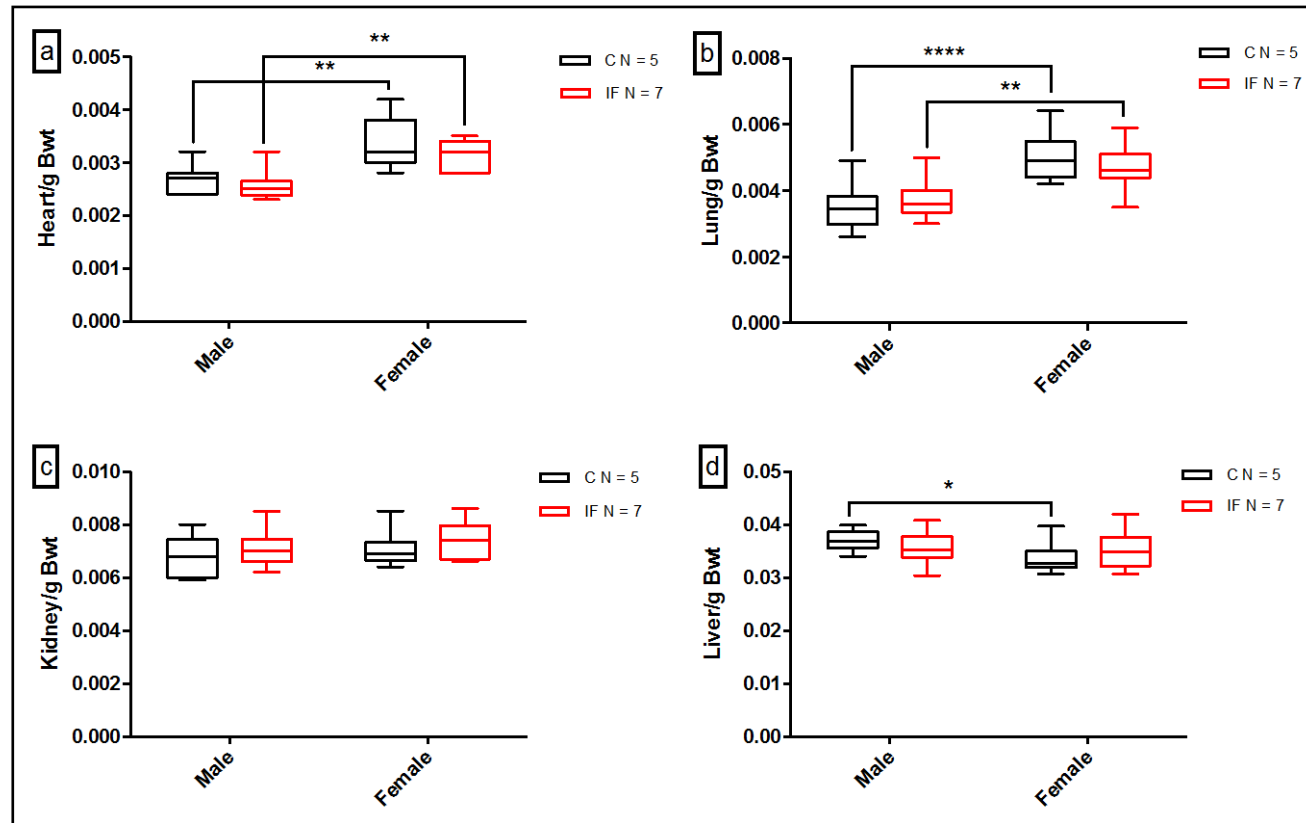 a
**
**
C N = 5
IF N = 7
0.005
0.004
0.003
0.002
0.001
0.000
Heart/g Bwt
Male
Female
b
****
**
C N = 5
IF N = 7
0.008
0.006
0.004
0.002
0.000
Lung/g Bwt
Male
Female
c
C N = 5
IF N = 7
0.010
0.008
0.006
0.004
0.002
0.000
Kidney/g Bwt
Male
Female
d
*
C N = 5
IF N = 7
0.05
0.04
0.03
0.02
0.01
0.00
Liver/g Bwt
Male
Female